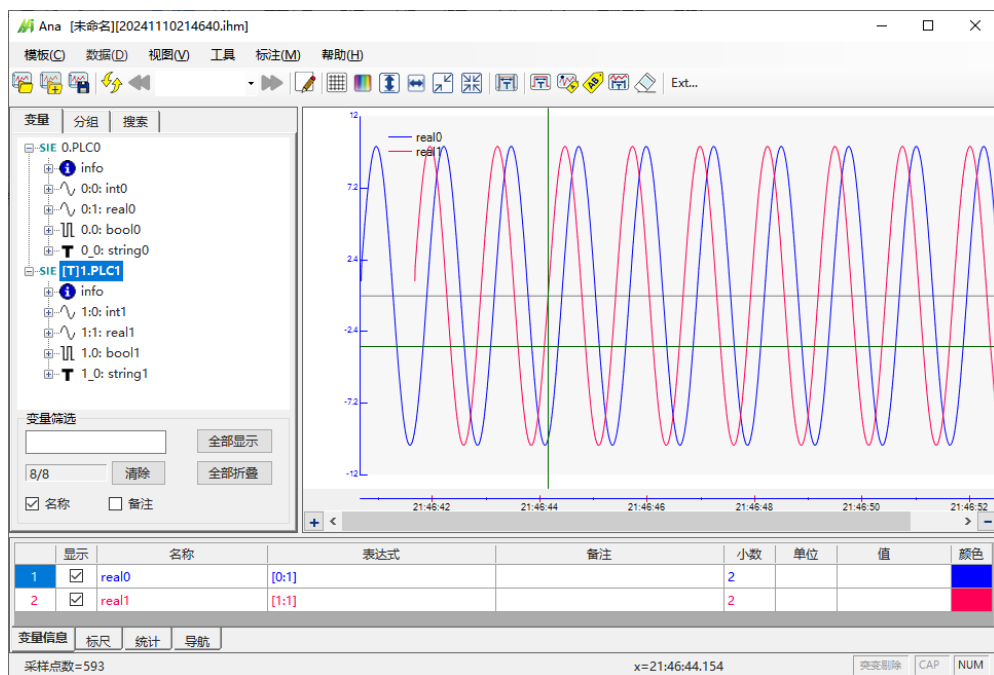 Ana [未命名][20241110214640.ihm]
模板(C) 数据(D) 视图(V) 工具 标注(M) 帮助(H)
Ext...
变量 分组 搜索
SIE 0.PLC0
info
0:0: int0
0:1: real0
0.0: bool0
0_0: string0
SIE [T]1.PLC1
info
1:0: int1
1:1: real1
1.0: bool1
1_0: string1
变量筛选
全部显示
8/8 清除 全部折叠
名称 备注
real0
real1
12
7.2
2.4
-2.4
-7.2
-12
21:46:42 21:46:44 21:46:46 21:46:48 21:46:50 21:46:52
显示 名称 表达式 备注 小数 单位 值 颜色
1 real0 [0:1] 2
2 real1 [1:1] 2
变量信息 标尺 统计 导航
采样点数=593 x=21:46:44.154 突变剔除 CAP NUM